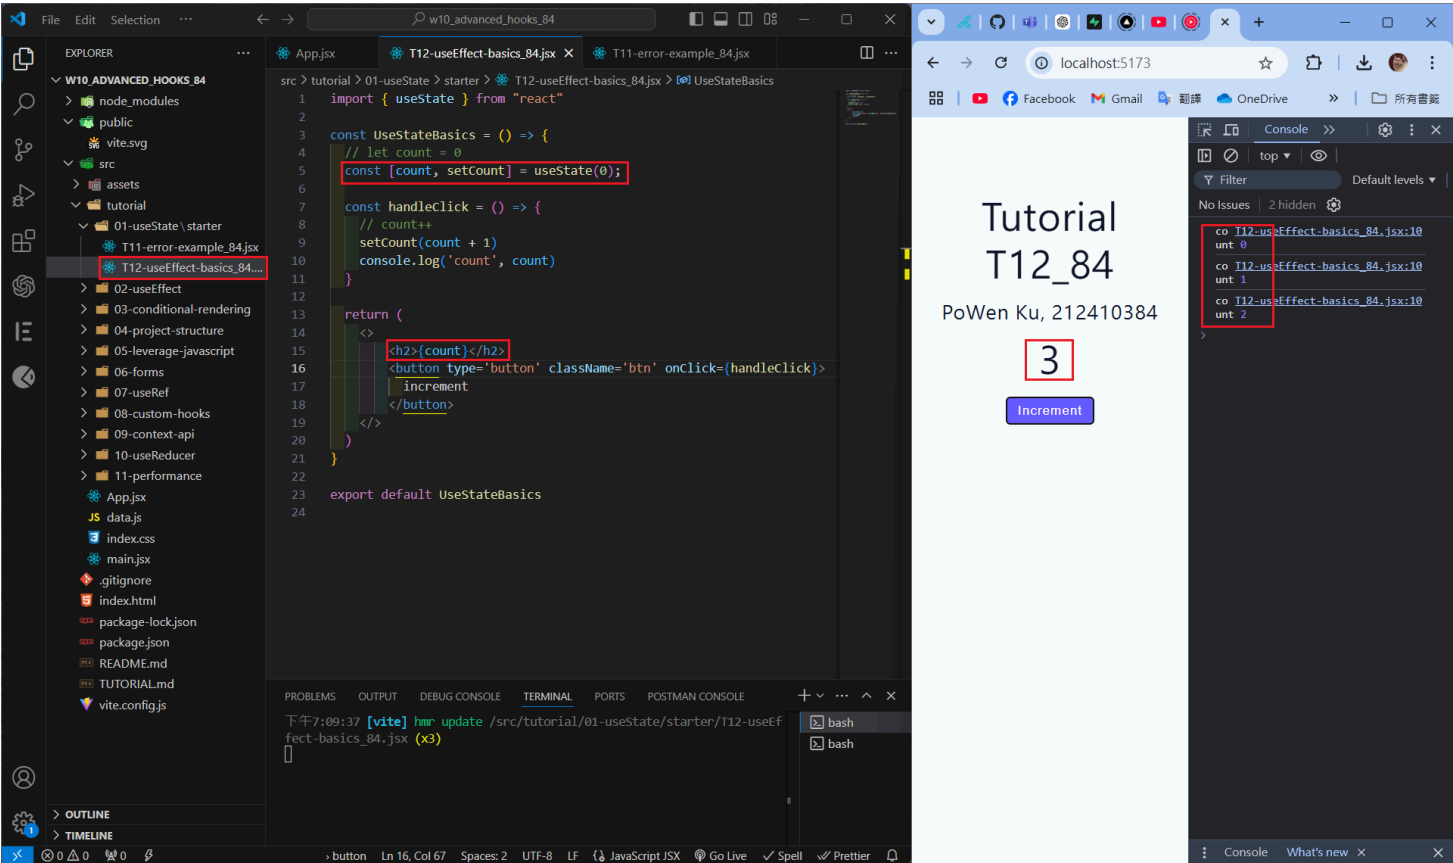 File Edit Selection ···
w10_advanced_hooks_84
EXPLORER ···
W10_ADVANCED_HOOKS_84
node_modules
public
vite.svg
src
assets
tutorial
01-useState\starter
T11-error-example_84.jsx
T12-useEffect-basics_84....
02-useEffect
03-conditional-rendering
04-project-structure
05-leverage-javascript
06-forms
07-useRef
08-custom-hooks
09-context-api
10-useReducer
11-performance
App.jsx
JS data.js
index.css
main.jsx
.gitignore
index.html
package-lock.json
package.json
README.md
TUTORIAL.md
vite.config.js
OUTLINE
TIMELINE
App.jsx T12-useEffect-basics_84.jsx T11-error-example_84.jsx ···
src > tutorial > 01-useState > starter > T12-useEffect-basics_84.jsx > UseStateBasics
1 import { useState } from "react"
2
3 const UseStateBasics = () => {
4 // let count = 0
5 const [count, setCount] = useState(0);
6
7 const handleClick = () => {
8 // count++
9 setCount(count + 1)
10 console.log('count', count)
11 }
12
13 return (
14 <>
15 <h2>{count}</h2>
16 <button type='button' className='btn' onClick={handleClick}>
17 increment
18 </button>
19 </>
20 )
21 }
22
23 export default UseStateBasics
24
PROBLEMS OUTPUT DEBUG CONSOLE TERMINAL PORTS POSTMAN CONSOLE
下午7:09:37 [vite] hmr update /src/tutorial/01-useState/starter/T12-useEf
fect-basics_84.jsx (x3)
bash
bash
1
0 0 0 button Ln 16, Col 67 Spaces: 2 UTF-8 LF JavaScript JSX Go Live Spell Prettier
localhost:5173
Facebook Gmail 翻譯 OneDrive » 所有書籤
Tutorial
T12_84
PoWen Ku, 212410384
3
Increment
Console
top
Filter Default levels
No Issues 2 hidden
co T12-useEffect-basics_84.jsx:10
unt 0
co T12-useEffect-basics_84.jsx:10
unt 1
co T12-useEffect-basics_84.jsx:10
unt 2
Console What's new